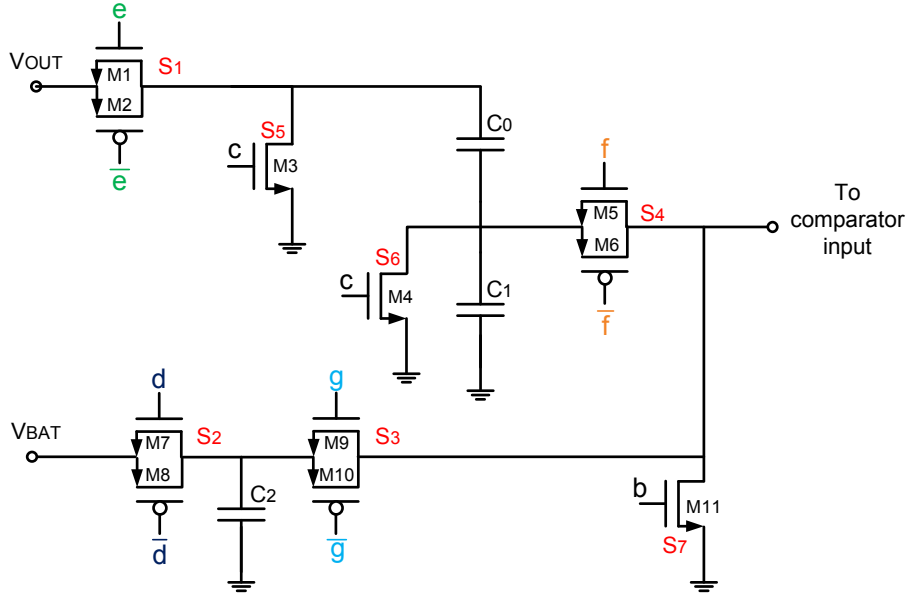 e
VOUT
S1
M1
M2
e̅
C0
S5
c
M3
f
To
comparator
input
M5
S4
M6
S6
c
M4
C1
f̅
d
g
VBAT
M7
S2
M9
S3
M8
M10
C2
b
M11
d̅
g̅
S7